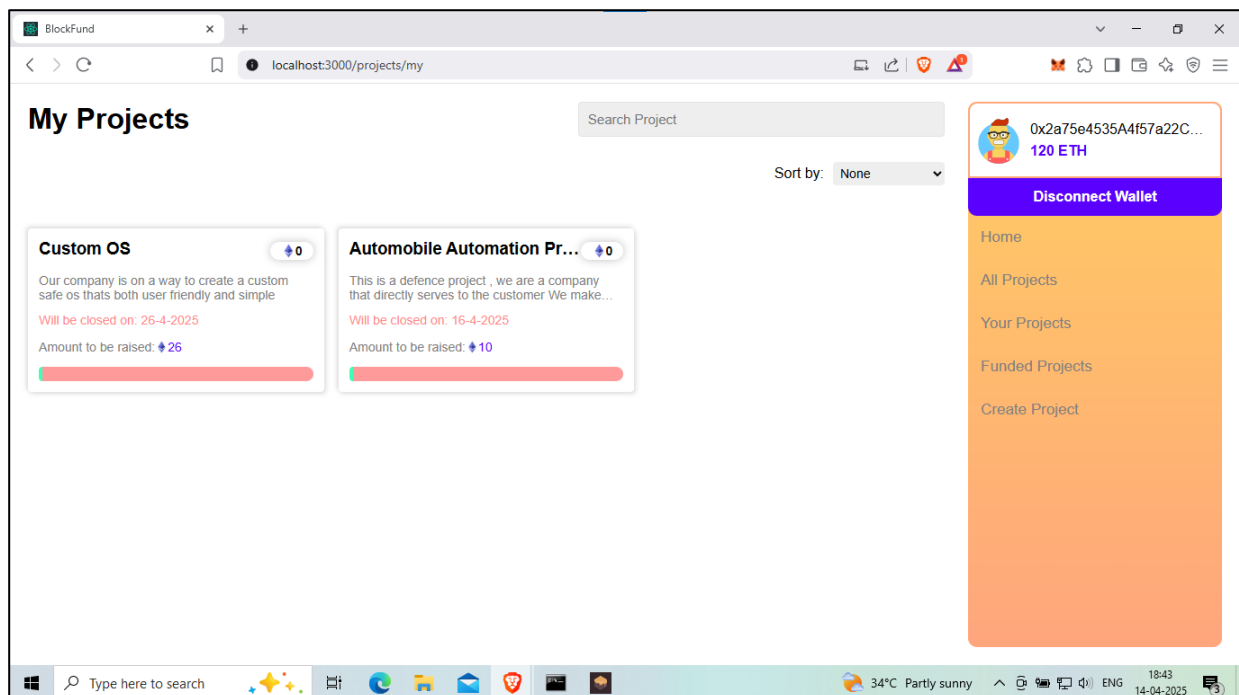 BlockFund
localhost:3000/projects/my
1
My Projects
Search Project
Sort by: None
0x2a75e4535A4f57a22C...
120 ETH
Disconnect Wallet
Home
All Projects
Your Projects
Funded Projects
Create Project
Custom OS
0
Our company is on a way to create a custom
safe os thats both user friendly and simple
Will be closed on: 26-4-2025
Amount to be raised: 26
Automobile Automation Pr...
0
This is a defence project , we are a company
that directly serves to the customer We make...
Will be closed on: 16-4-2025
Amount to be raised: 10
Type here to search
34°C Partly sunny
ENG
18:43
14-04-2025
3